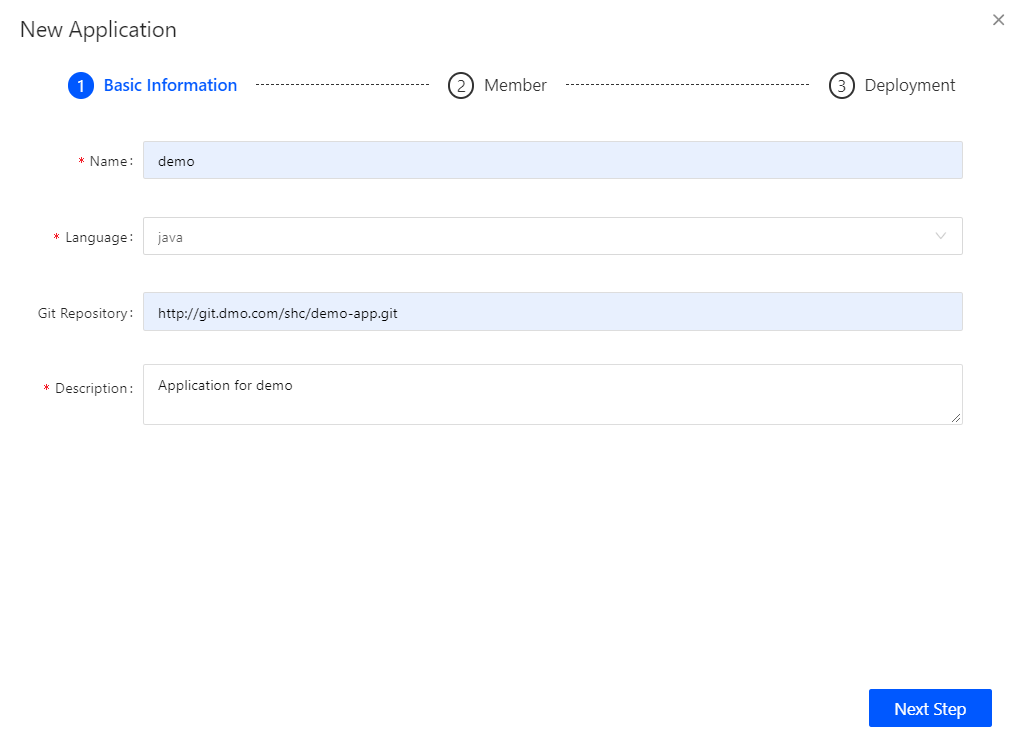 New Application
1 Basic Information 2 Member 3 Deployment
* Name: demo
* Language: java
Git Repository: http://git.dmo.com/shc/demo-app.git
* Description: Application for demo
Next Step